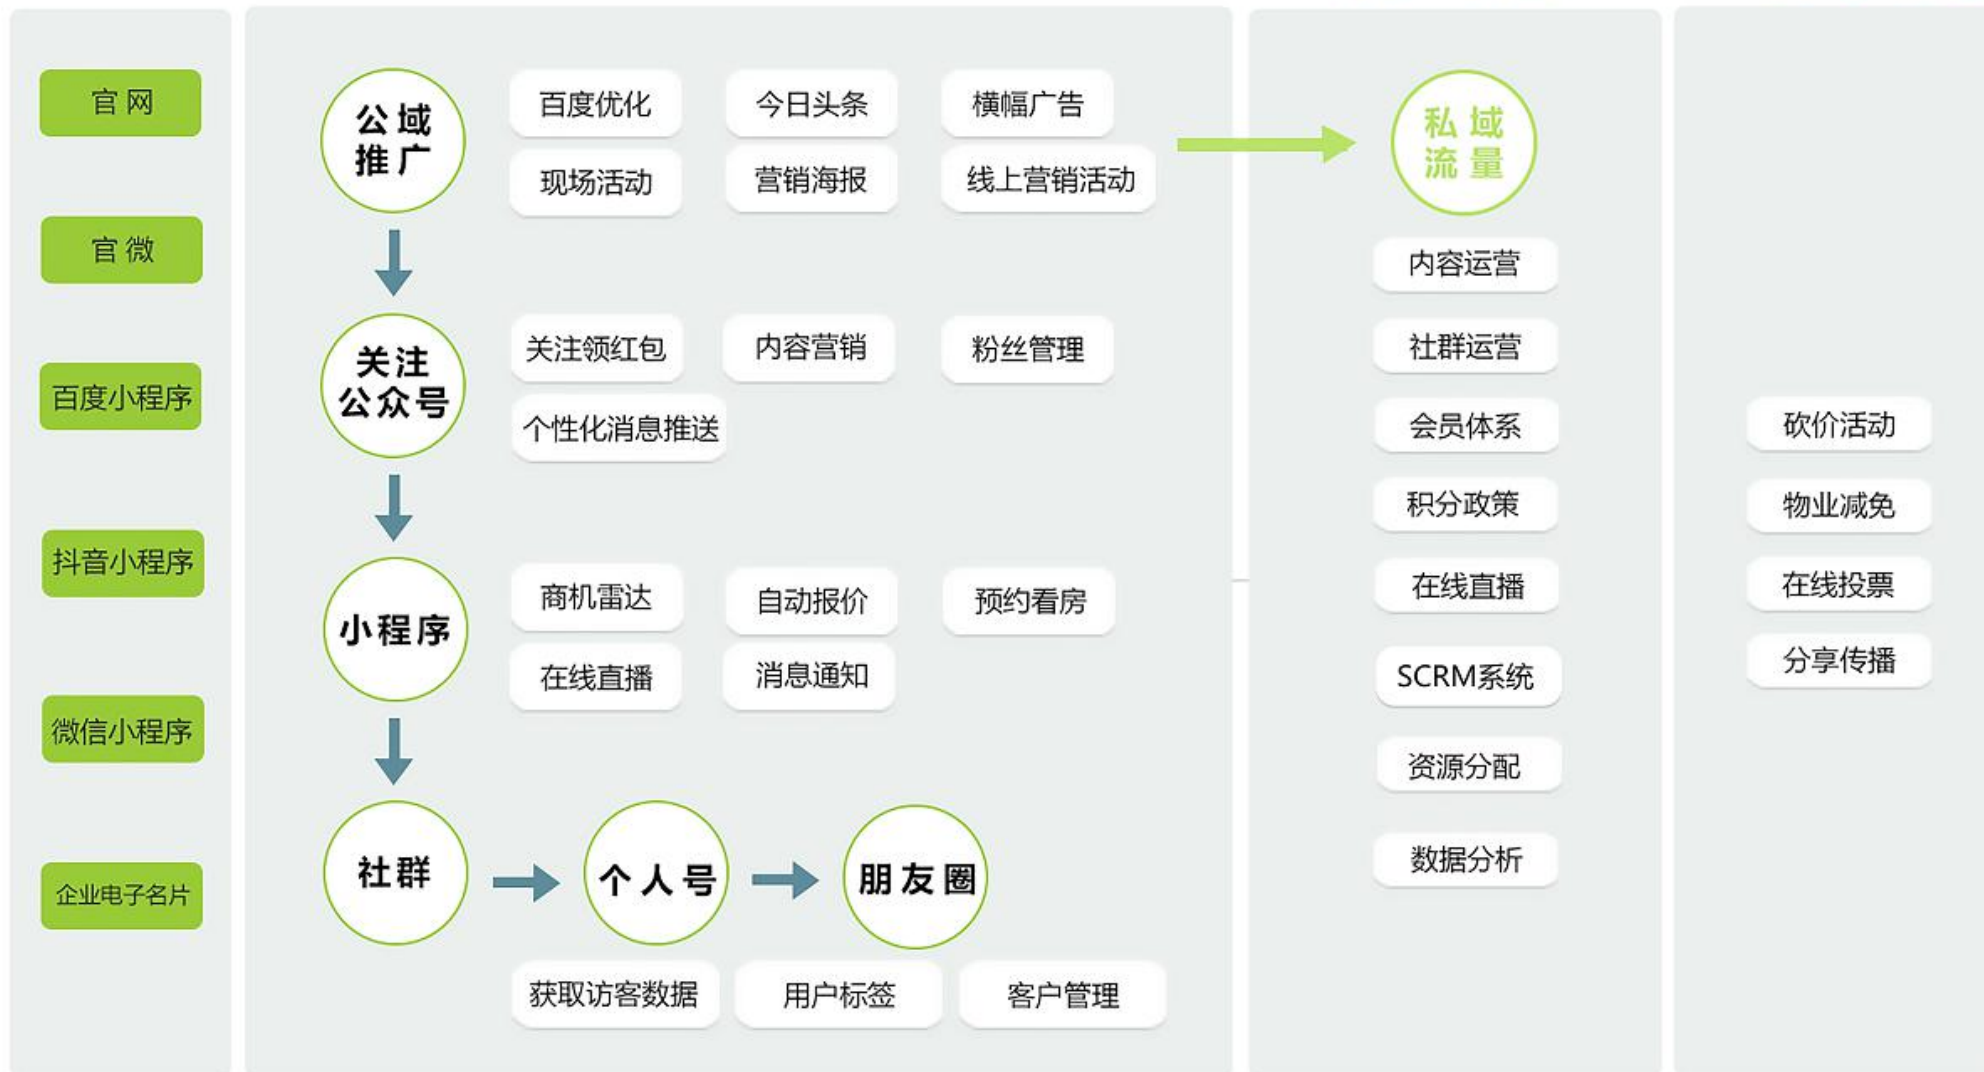 官网
官微
百度小程序
抖音小程序
微信小程序
企业电子名片
公域
推广
百度优化
今日头条
横幅广告
现场活动
营销海报
线上营销活动
关注
公众号
关注领红包
内容营销
粉丝管理
个性化消息推送
小程序
商机雷达
自动报价
预约看房
在线直播
消息通知
社群
个人号
朋友圈
获取访客数据
用户标签
客户管理
私域
流量
内容运营
社群运营
会员体系
积分政策
在线直播
SCRM系统
资源分配
数据分析
砍价活动
物业减免
在线投票
分享传播